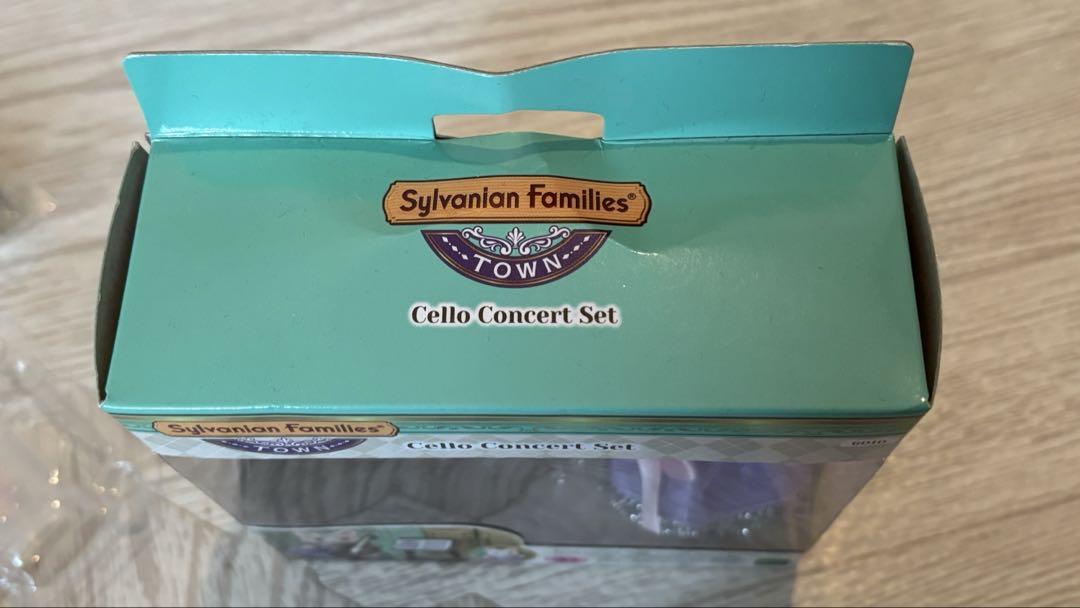 Sylvanian Families®
TOWN
Cello Concert Set
Sylvanian Families®
TOWN
Cello Concert Set
6010